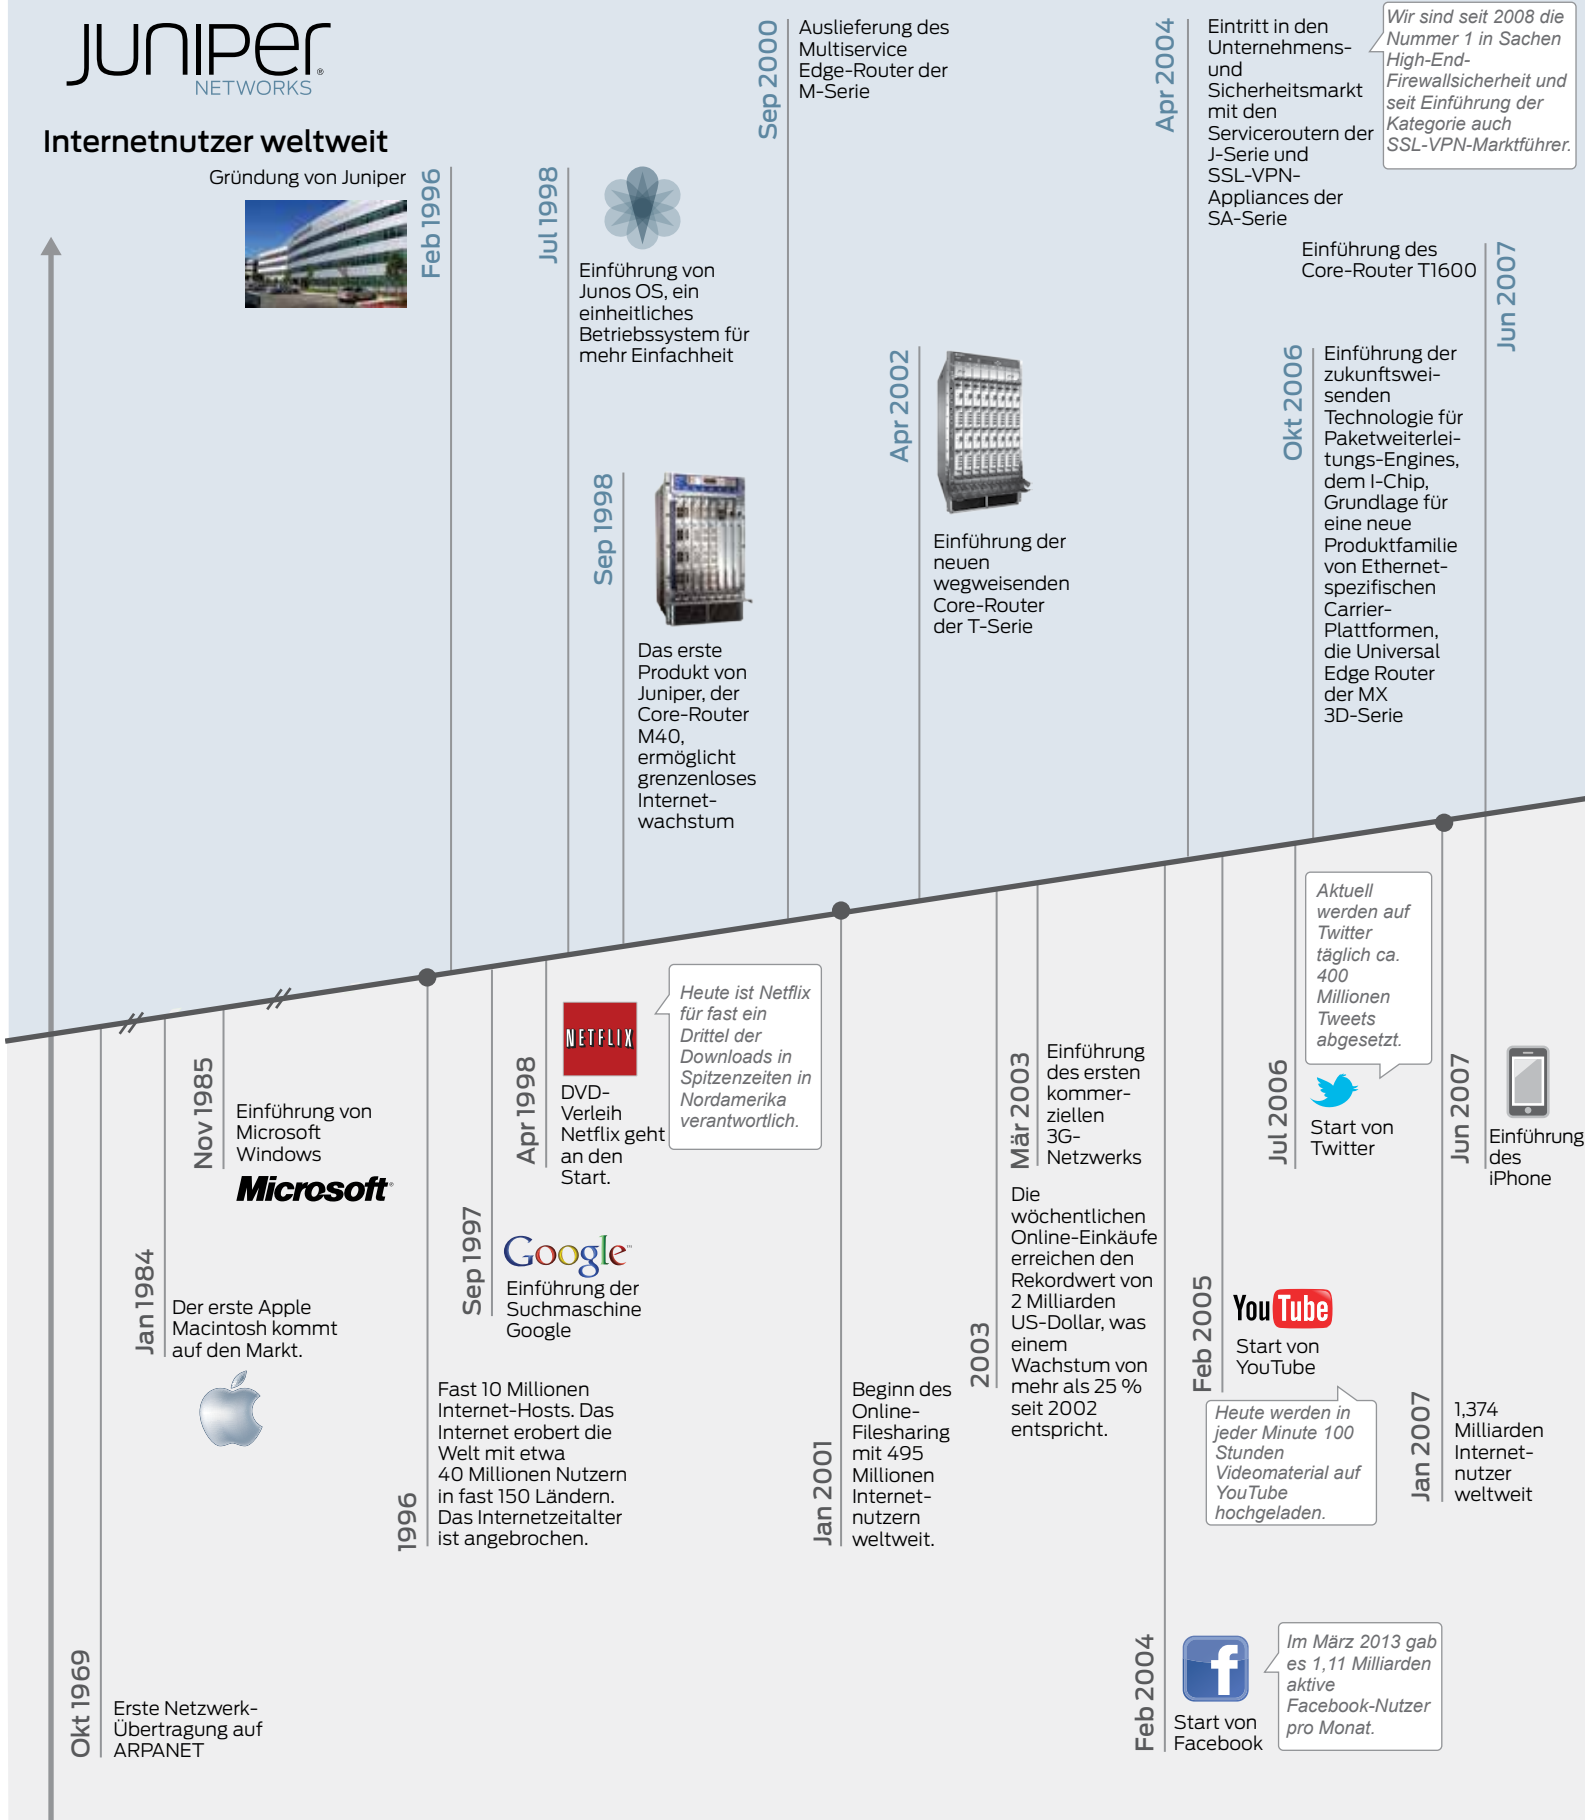 JUNIPER
NETWORKS
Internetnutzer weltweit
Gründung von Juniper
Feb 1996
Jul 1998
Einführung von
Junos OS, ein
einheitliches
Betriebssystem für
mehr Einfachheit
Sep 1998
Das erste
Produkt von
Juniper, der
Core-Router
M40,
ermöglicht
grenzenloses
Internet-
wachstum
Sep 2000
Auslieferung des
Multiservice
Edge-Router der
M-Serie
Apr 2002
Einführung der
neuen
wegweisenden
Core-Router
der T-Serie
Apr 2004
Eintritt in den
Unternehmens-
und
Sicherheitsmarkt
mit den
Serviceroutern der
J-Serie und
SSL-VPN-
Appliances der
SA-Serie
Wir sind seit 2008 die
Nummer 1 in Sachen
High-End-
Firewallsicherheit und
seit Einführung der
Kategorie auch
SSL-VPN-Marktführer.
Okt 2006
Einführung der
zukunftswei-
senden
Technologie für
Paketweiterlei-
tungs-Engines,
dem I-Chip,
Grundlage für
eine neue
Produktfamilie
von Ethernet-
spezifischen
Carrier-
Plattformen,
die Universal
Edge Router
der MX
3D-Serie
Einführung des
Core-Router T1600
Jun 2007
Okt 1969
Erste Netzwerk-
Übertragung auf
ARPANET
Jan 1984
Der erste Apple
Macintosh kommt
auf den Markt.
Nov 1985
Einführung von
Microsoft
Windows
Microsoft
1996
Fast 10 Millionen
Internet-Hosts. Das
Internet erobert die
Welt mit etwa
40 Millionen Nutzern
in fast 150 Ländern.
Das Internetzeitalter
ist angebrochen.
Sep 1997
Google™
Einführung der
Suchmaschine
Google
Apr 1998
NETFLIX
DVD-
Verleih
Netflix geht
an den
Start.
Heute ist Netflix
für fast ein
Drittel der
Downloads in
Spitzenzeiten in
Nordamerika
verantwortlich.
Jan 2001
Beginn des
Online-
Filesharing
mit 495
Millionen
Internet-
nutzern
weltweit.
2003
Die
wöchentlichen
Online-Einkäufe
erreichen den
Rekordwert von
2 Milliarden
US-Dollar, was
einem
Wachstum von
mehr als 25 %
seit 2002
entspricht.
Mär 2003
Einführung
des ersten
kommer-
ziellen
3G-
Netzwerks
Feb 2004
f
Start von
Facebook
Im März 2013 gab
es 1,11 Milliarden
aktive
Facebook-Nutzer
pro Monat.
Feb 2005
YouTube
Start von
YouTube
Heute werden in
jeder Minute 100
Stunden
Videomaterial auf
YouTube
hochgeladen.
Jul 2006
Start von
Twitter
Aktuell
werden auf
Twitter
täglich ca.
400
Millionen
Tweets
abgesetzt.
Jan 2007
1,374
Milliarden
Internet-
nutzer
weltweit
Jun 2007
Einführung
des
iPhone